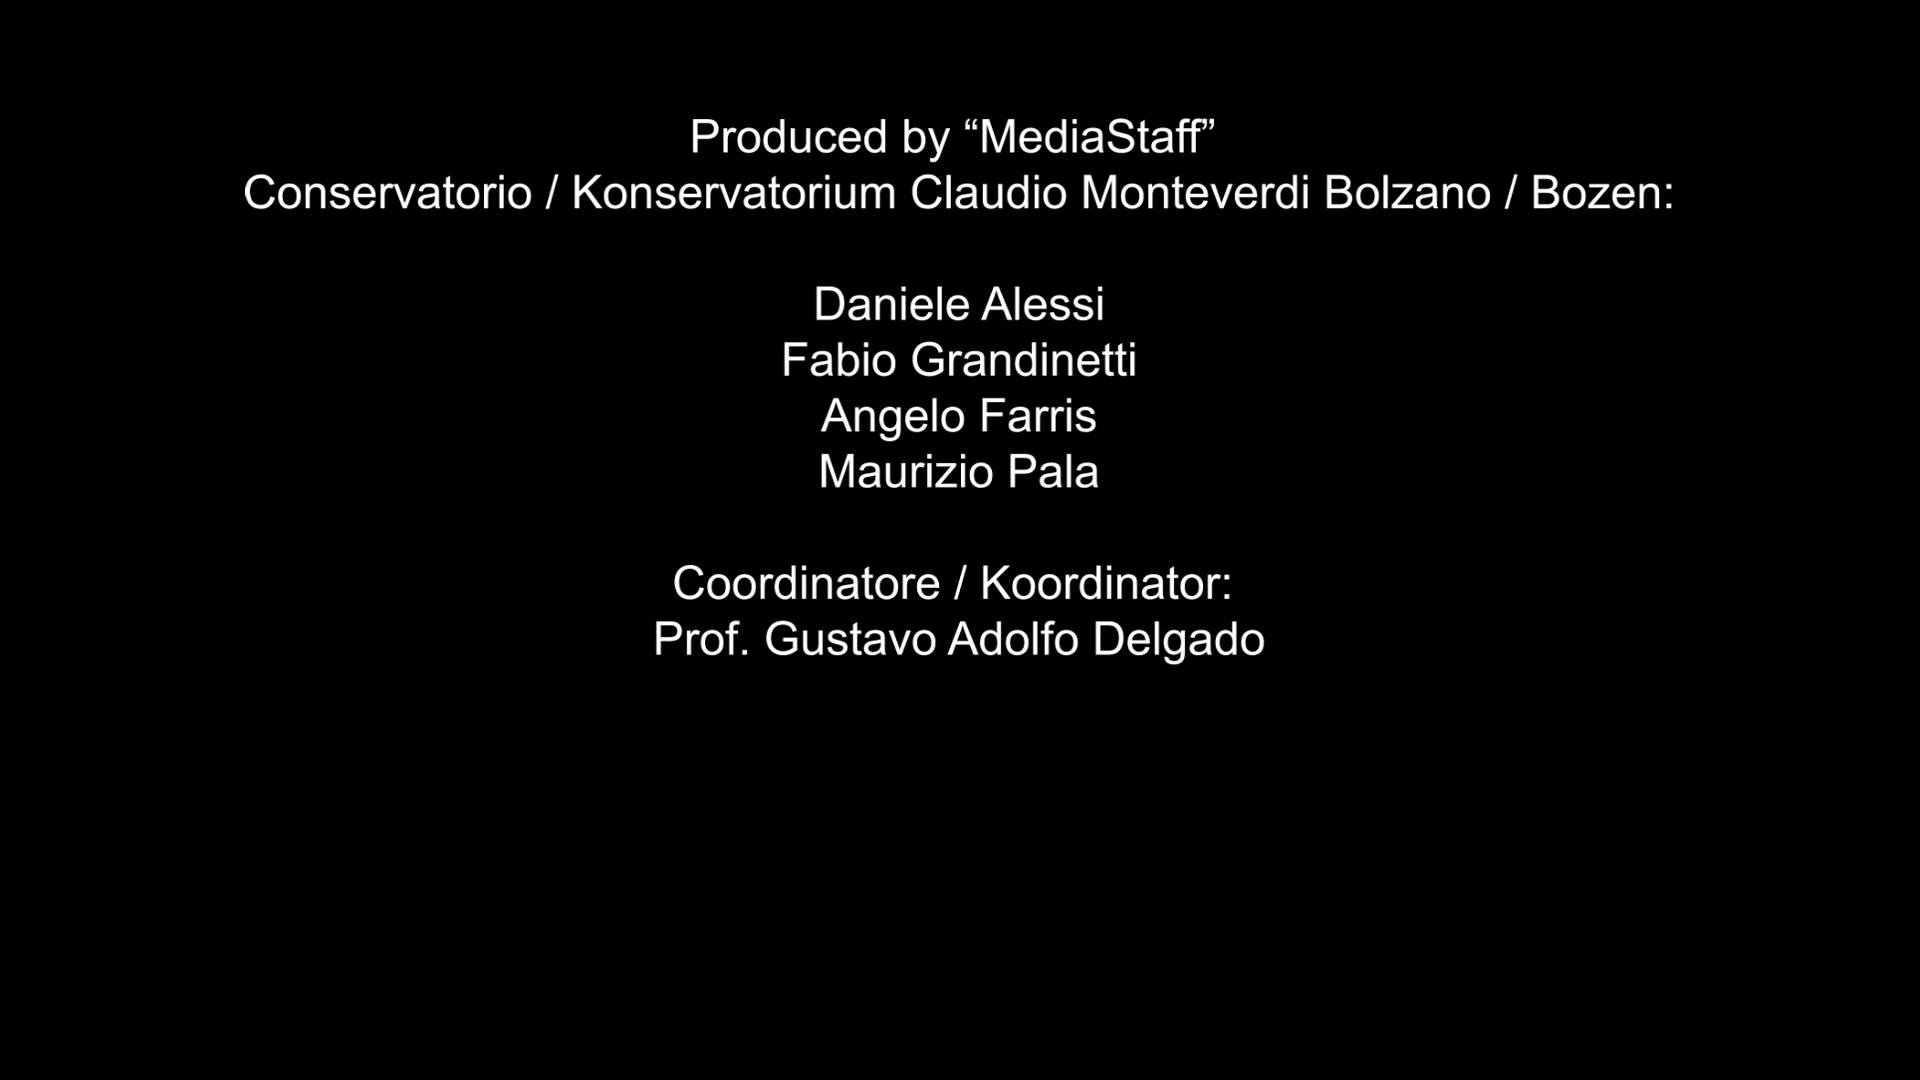 Produced by “MediaStaff”
Conservatorio / Konservatorium Claudio Monteverdi Bolzano / Bozen:
Daniele Alessi
Fabio Grandinetti
Angelo Farris
Maurizio Pala
Coordinatore / Koordinator:
Prof. Gustavo Adolfo Delgado